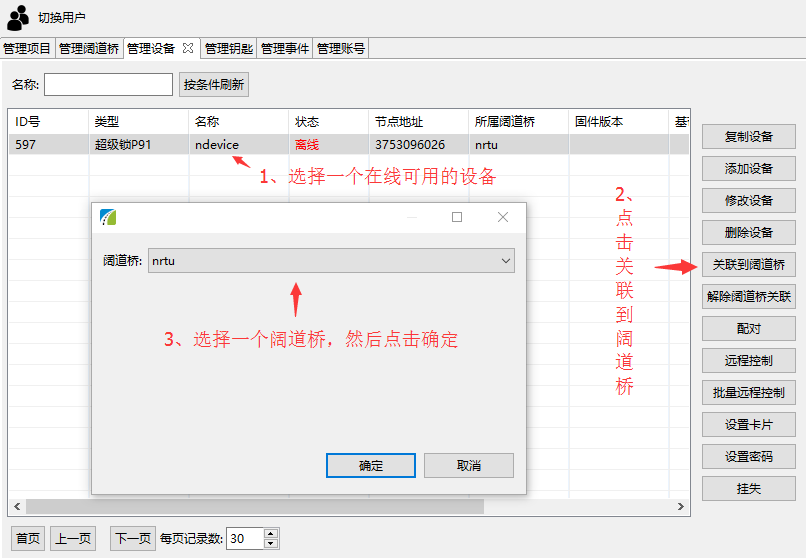 切换用户
管理项目 管理阔道桥 管理设备 管理钥匙 管理事件 管理账号
名称: 按条件刷新
ID号 类型 名称 状态 节点地址 所属阔道桥 固件版本
597 超级锁P91 ndevice 离线 3753096026 nrtu
1、选择一个在线可用的设备
2、点击关联到阔道桥
阔道桥: nrtu
3、选择一个阔道桥，然后点击确定
确定 取消
复制设备
添加设备
修改设备
删除设备
关联到阔道桥
解除阔道桥关联
配对
远程控制
批量远程控制
设置卡片
设置密码
挂失
首页 上一页 下一页 每页记录数: 30